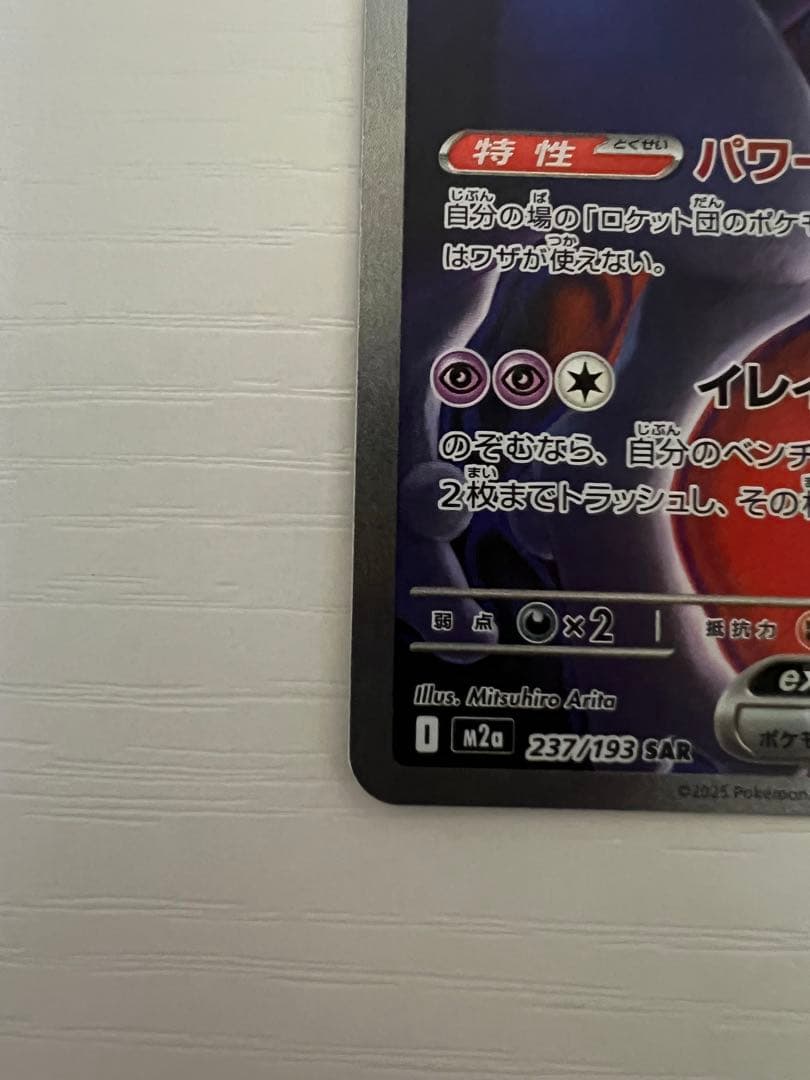 特性 とくせい パワー
じぶん ば だん
自分の場の「ロケット団のポケモ
つか
はワザが使えない。
イレイ
じぶん
のぞむなら、自分のベンチ
まい
2枚までトラッシュし、その
弱点 ×2 抵抗力
Illus. Mitsuhiro Arita
ex
I M2a 237/193 SAR
ポケモ
©2025 Pokémon